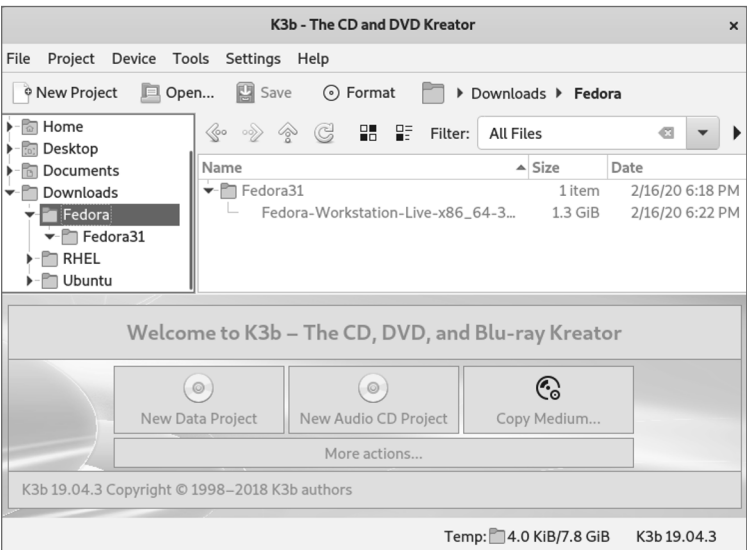 K3b - The CD and DVD Kreator ×
File Project Device Tools Settings Help
New Project Open... Save Format Downloads Fedora
Home
Desktop
Documents
Downloads
Fedora
Fedora31
RHEL
Ubuntu
Filter: All Files
Name Size Date
Fedora31 1 item 2/16/20 6:18 PM
Fedora-Workstation-Live-x86_64-3... 1.3 GiB 2/16/20 6:22 PM
Welcome to K3b – The CD, DVD, and Blu-ray Kreator
New Data Project New Audio CD Project Copy Medium...
More actions...
K3b 19.04.3 Copyright © 1998–2018 K3b authors
Temp: 4.0 KiB/7.8 GiB K3b 19.04.3